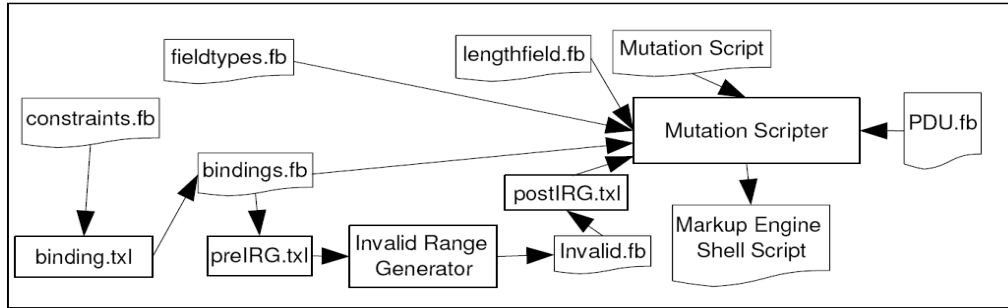 fieldtypes.fb
lengthfield.fb
Mutation Script
constraints.fb
Mutation Scripter
PDU.fb
bindings.fb
postIRG.txl
binding.txl
preIRG.txl
Invalid Range
Generator
Invalid.fb
Markup Engine
Shell Script